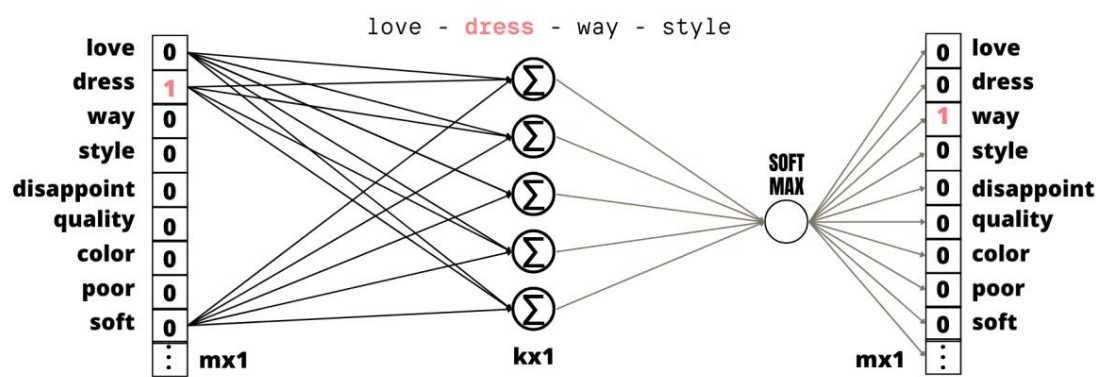 love - dress - way - style
love 0
dress 1
way 0
style 0
disappoint 0
quality 0
color 0
poor 0
soft 0
⋮ mx1
Σ
Σ
Σ
Σ
Σ
kx1
SOFT
MAX
0 love
0 dress
1 way
0 style
0 disappoint
0 quality
0 color
0 poor
0 soft
mx1 ⋮